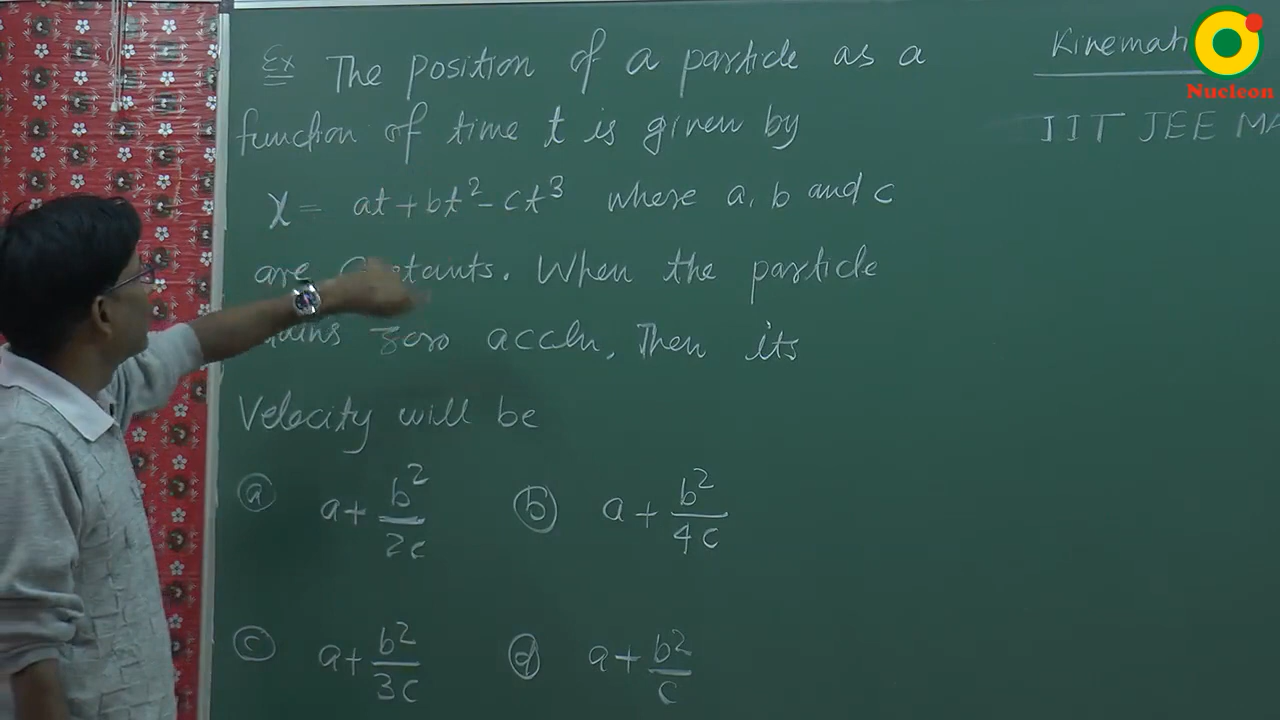 Ex The position of a particle as a
function of time t is given by
x = at + bt² - ct³ where a, b and c
are When the particle
zero accln, Then its
Velocity will be
ⓐ a + b²/2c ⓑ a + b²/4c
ⓒ a + b²/3c ⓓ a + b²/c
Kinemati
IIT JEE MA
Nucleon